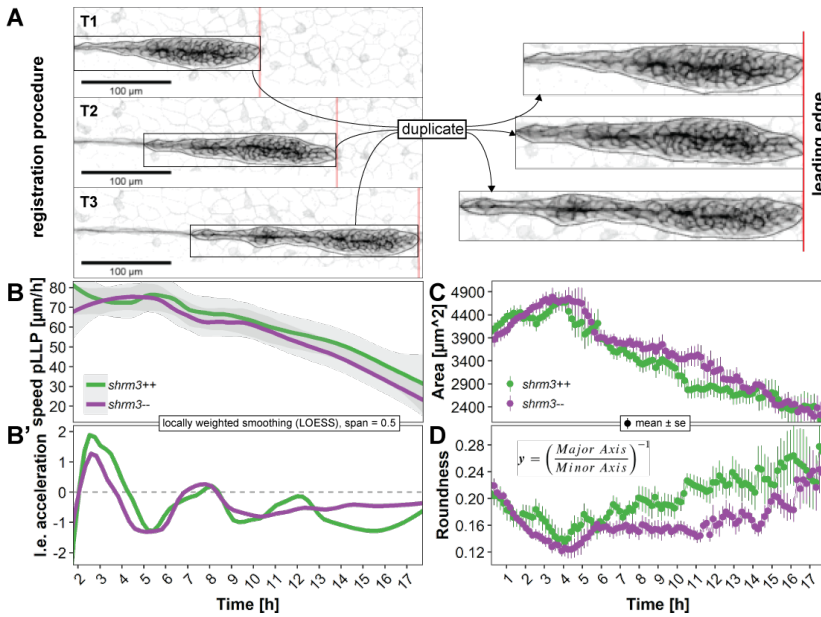 A
registration procedure
T1
100 µm
T2
100 µm
T3
100 µm
duplicate
leading edge
B
speed pLLP [µm/h]
80
70
60
50
40
30
20
shrm3++
shrm3--
locally weighted smoothing (LOESS), span = 0.5
B'
l.e. acceleration
2
1
0
-1
-2
2 3 4 5 6 7 8 9 10 11 12 13 14 15 16 17
Time [h]
C
Area [µm^2]
4900
4400
3900
3400
2900
2400
shrm3++
shrm3--
mean ± se
D
Roundness
y = (Major Axis / Minor Axis)^-1
0.28
0.24
0.20
0.16
0.12
1 2 3 4 5 6 7 8 9 10 11 12 13 14 15 16 17
Time [h]